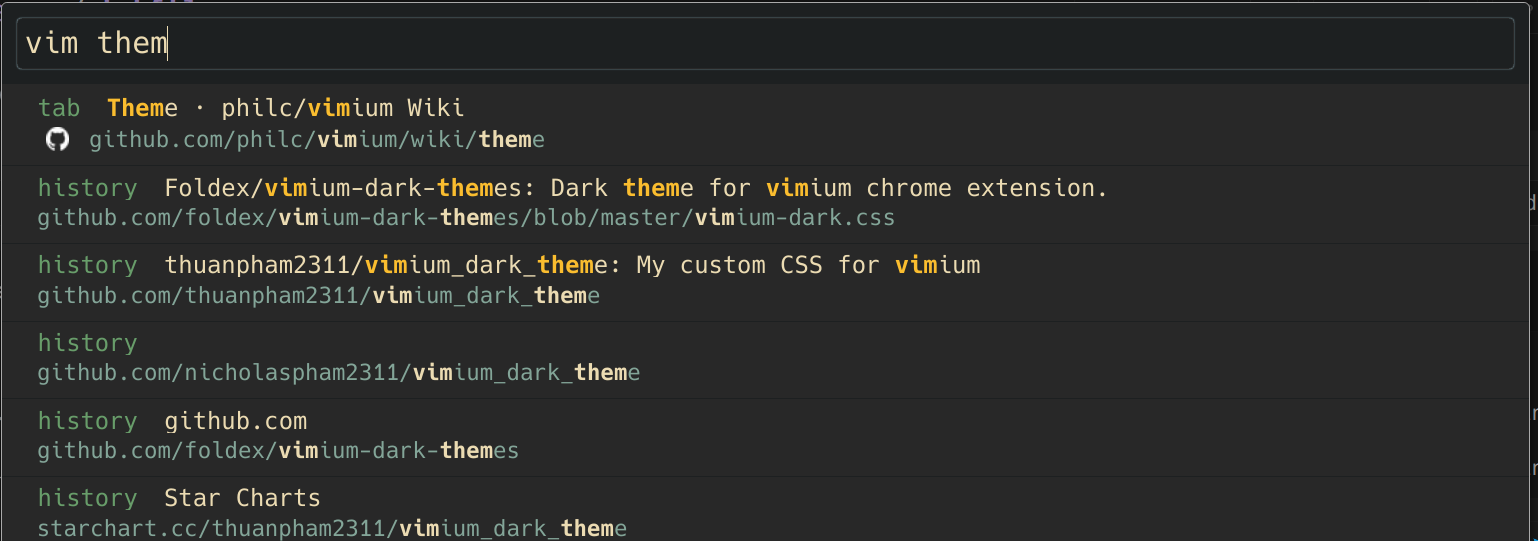 vim them
tab Theme · philc/vimium Wiki
github.com/philc/vimium/wiki/theme
history Foldex/vimium-dark-themes: Dark theme for vimium chrome extension.
github.com/foldex/vimium-dark-themes/blob/master/vimium-dark.css
history thuanpham2311/vimium_dark_theme: My custom CSS for vimium
github.com/thuanpham2311/vimium_dark_theme
history
github.com/nicholaspham2311/vimium_dark_theme
history github.com
github.com/foldex/vimium-dark-themes
history Star Charts
starchart.cc/thuanpham2311/vimium_dark_theme